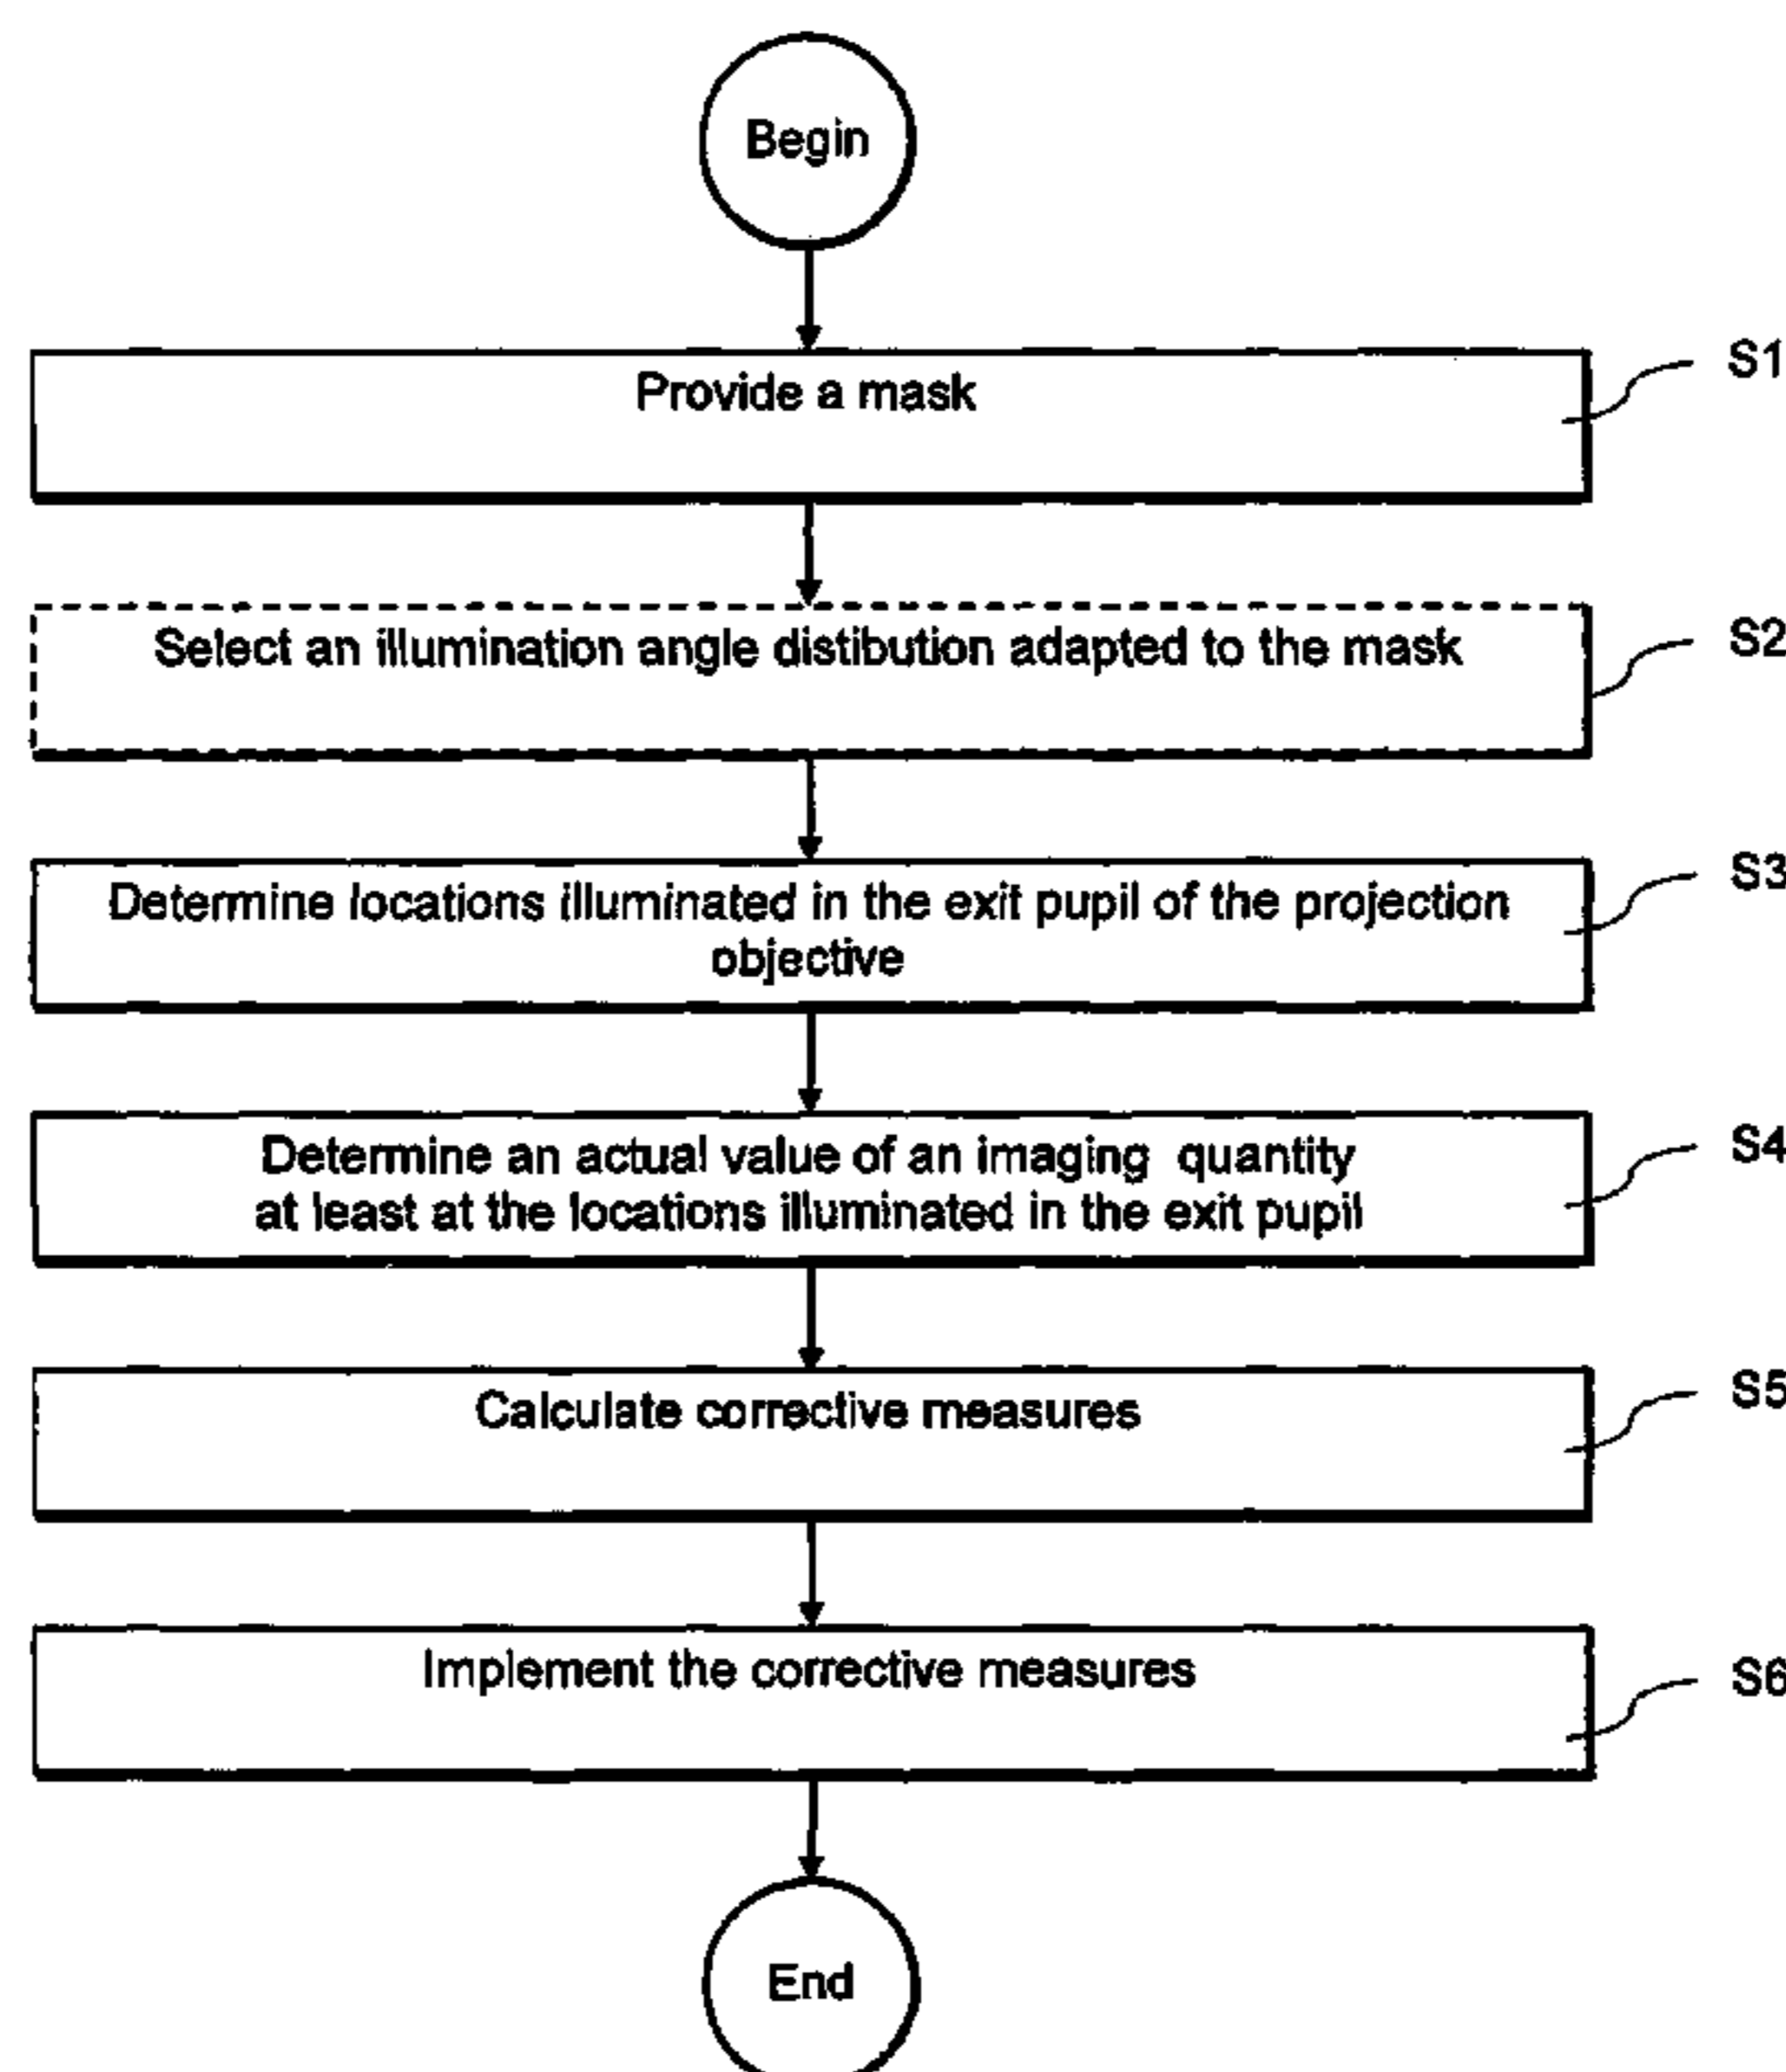 Begin
Provide a mask
S1
Select an illumination angle distibution adapted to the mask
S2
Determine locations illuminated in the exit pupil of the projection
objective
S3
Determine an actual value of an imaging quantity
at least at the locations illuminated in the exit pupil
S4
Calculate corrective measures
S5
Implement the corrective measures
S6
End